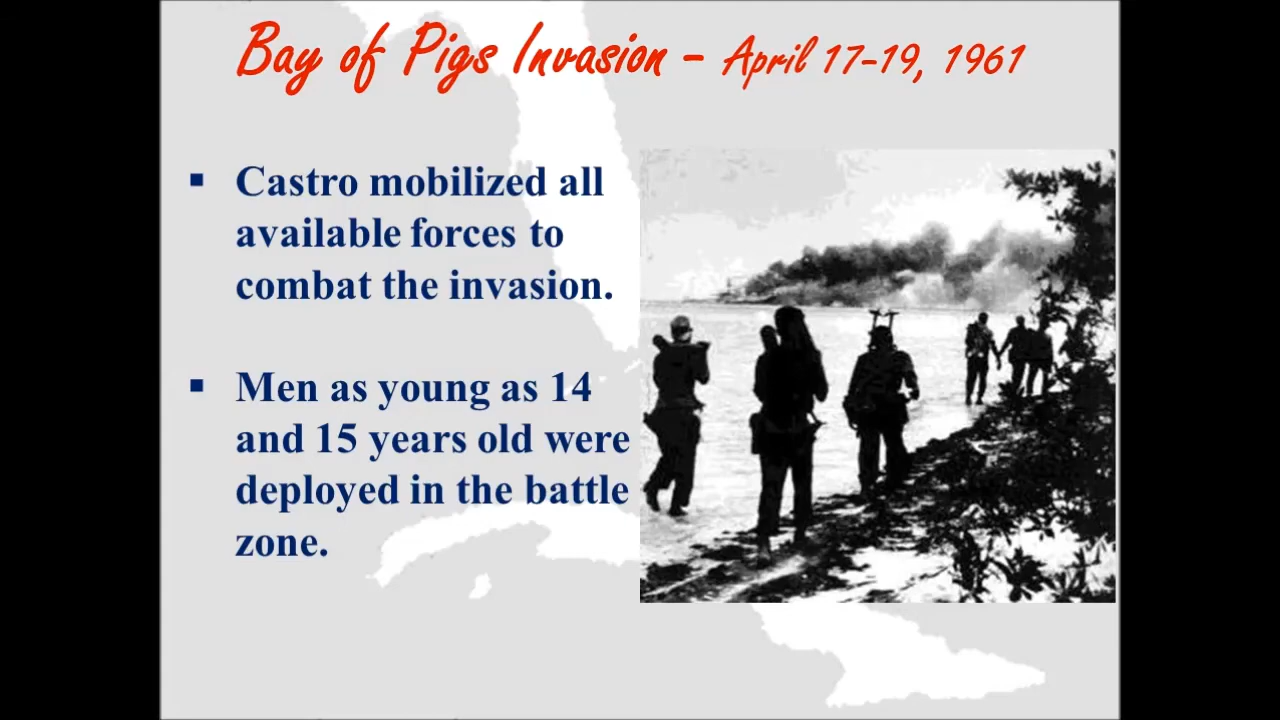 Bay of Pigs Invasion – April 17-19, 1961
▪ Castro mobilized all
available forces to
combat the invasion.
▪ Men as young as 14
and 15 years old were
deployed in the battle
zone.